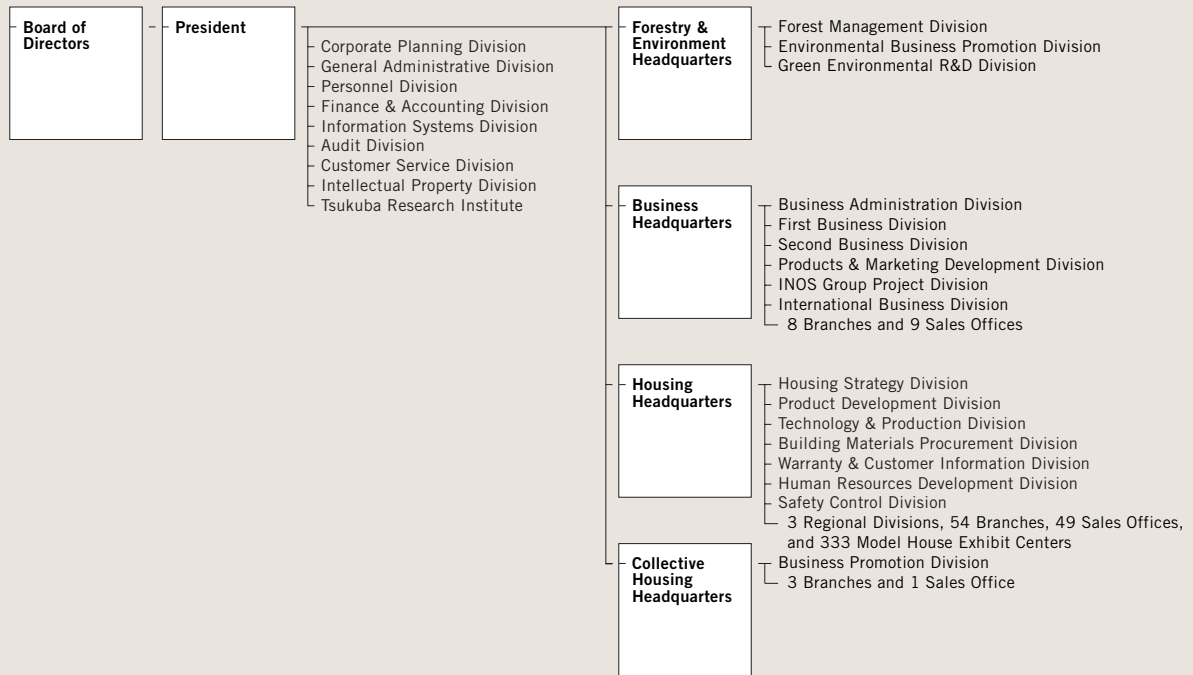 Board of
Directors
President
Corporate Planning Division
General Administrative Division
Personnel Division
Finance & Accounting Division
Information Systems Division
Audit Division
Customer Service Division
Intellectual Property Division
Tsukuba Research Institute
Forestry &
Environment
Headquarters
Forest Management Division
Environmental Business Promotion Division
Green Environmental R&D Division
Business
Headquarters
Business Administration Division
First Business Division
Second Business Division
Products & Marketing Development Division
INOS Group Project Division
International Business Division
8 Branches and 9 Sales Offices
Housing
Headquarters
Housing Strategy Division
Product Development Division
Technology & Production Division
Building Materials Procurement Division
Warranty & Customer Information Division
Human Resources Development Division
Safety Control Division
3 Regional Divisions, 54 Branches, 49 Sales Offices,
and 333 Model House Exhibit Centers
Collective
Housing
Headquarters
Business Promotion Division
3 Branches and 1 Sales Office